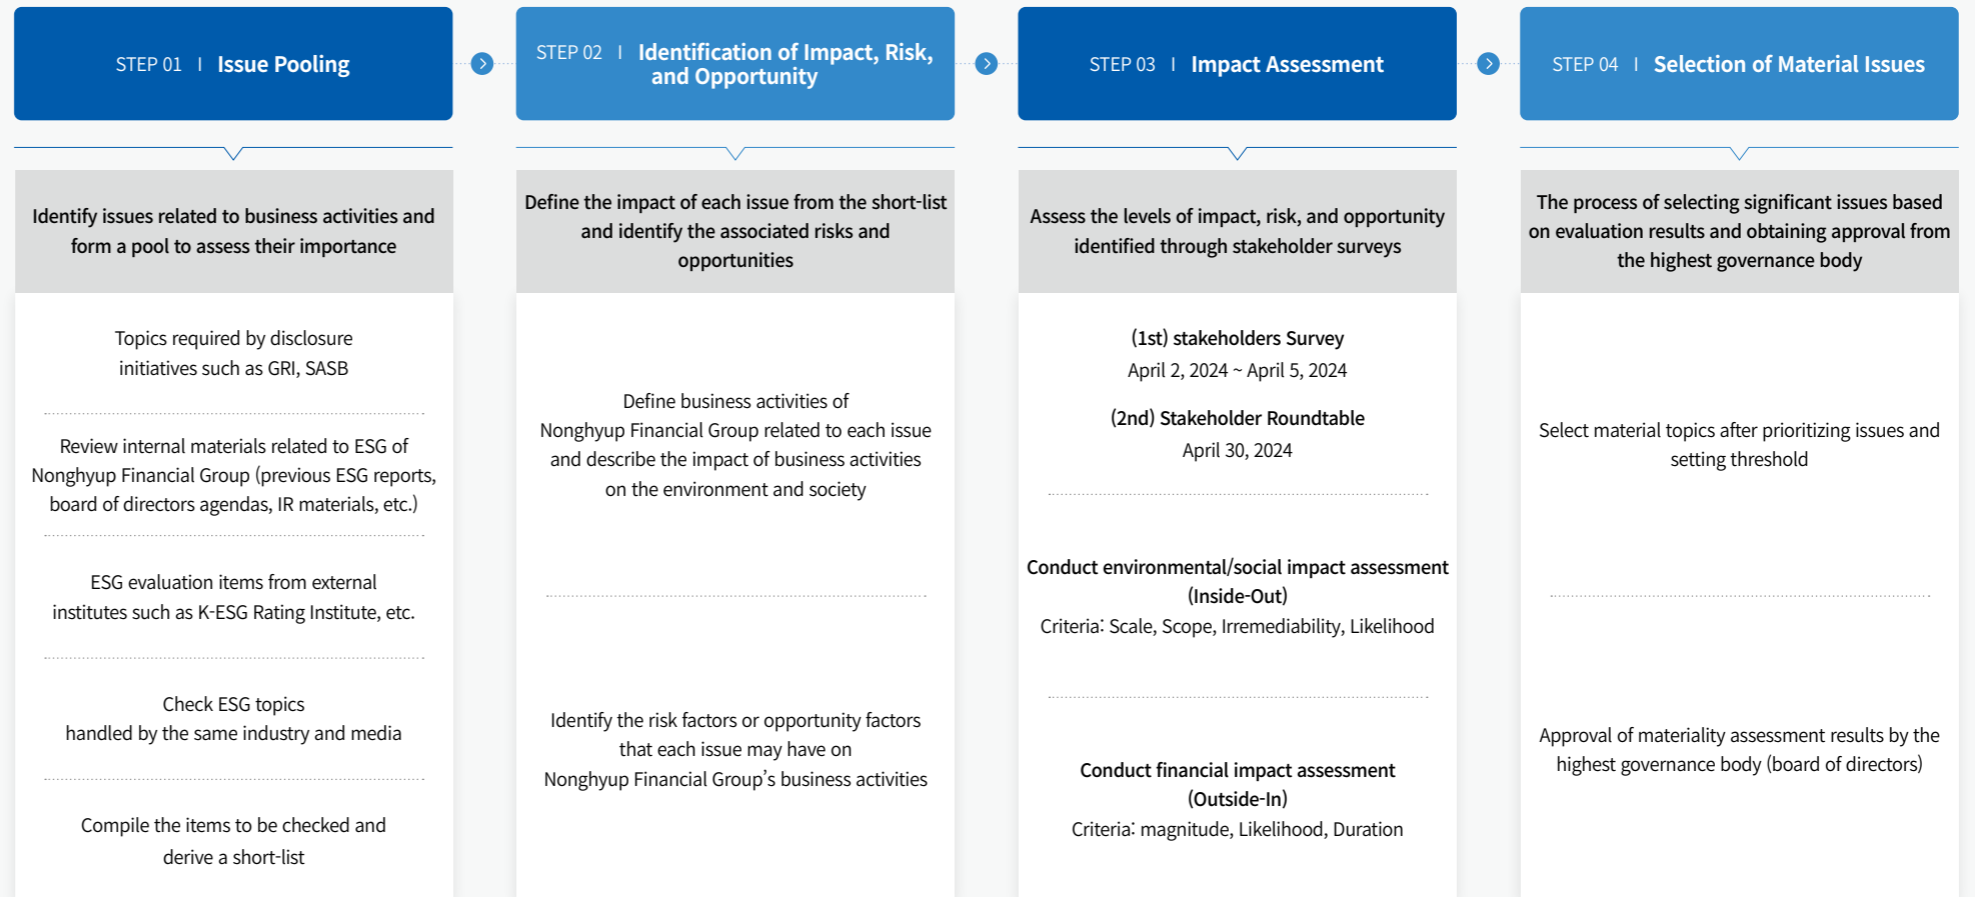 STEP 01 | Issue Pooling
Identify issues related to business activities and
form a pool to assess their importance
Topics required by disclosure
initiatives such as GRI, SASB
Review internal materials related to ESG of
Nonghyup Financial Group (previous ESG reports,
board of directors agendas, IR materials, etc.)
ESG evaluation items from external
institutes such as K-ESG Rating Institute, etc.
Check ESG topics
handled by the same industry and media
Compile the items to be checked and
derive a short-list
STEP 02 | Identification of Impact, Risk,
and Opportunity
Define the impact of each issue from the short-list
and identify the associated risks and
opportunities
Define business activities of
Nonghyup Financial Group related to each issue
and describe the impact of business activities
on the environment and society
Identify the risk factors or opportunity factors
that each issue may have on
Nonghyup Financial Group’s business activities
STEP 03 | Impact Assessment
Assess the levels of impact, risk, and opportunity
identified through stakeholder surveys
(1st) stakeholders Survey
April 2, 2024 ~ April 5, 2024
(2nd) Stakeholder Roundtable
April 30, 2024
Conduct environmental/social impact assessment
(Inside-Out)
Criteria: Scale, Scope, Irremediability, Likelihood
Conduct financial impact assessment
(Outside-In)
Criteria: magnitude, Likelihood, Duration
STEP 04 | Selection of Material Issues
The process of selecting significant issues based
on evaluation results and obtaining approval from
the highest governance body
Select material topics after prioritizing issues and
setting threshold
Approval of materiality assessment results by the
highest governance body (board of directors)